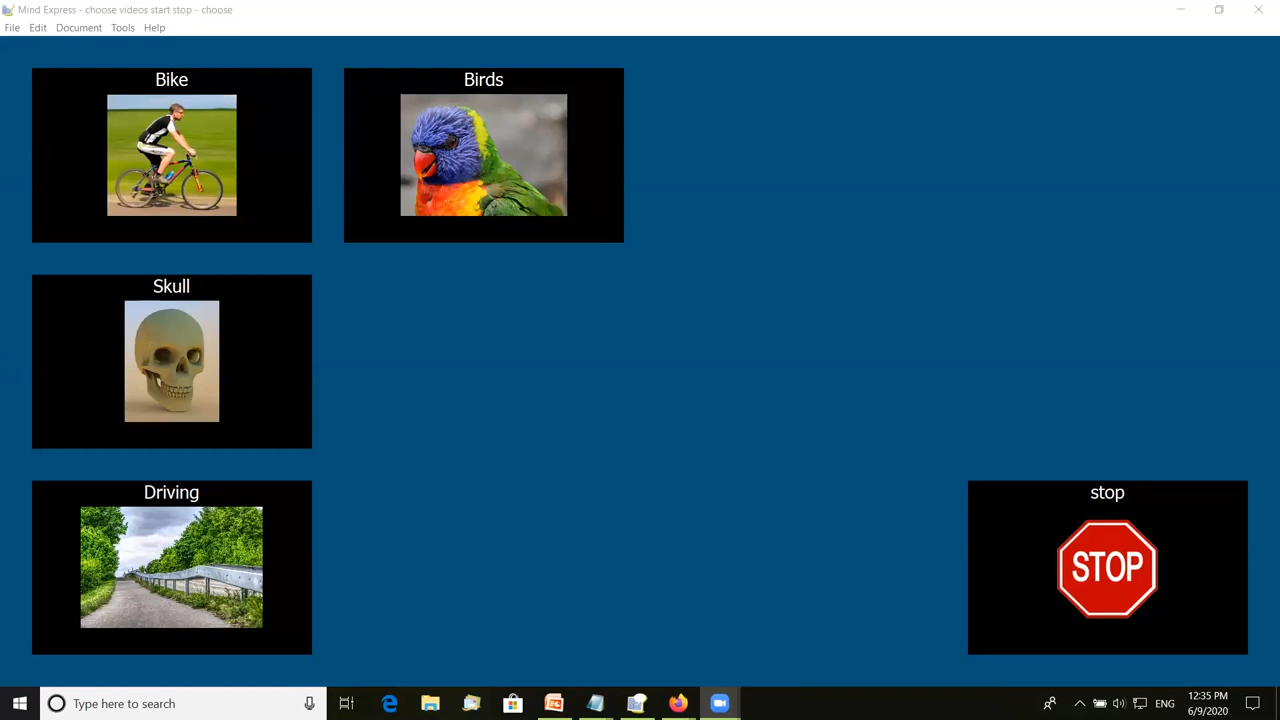 Mind Express - choose videos start stop - choose
File Edit Document Tools Help
Bike
Birds
Skull
Driving
stop
STOP
Type here to search
ENG
12:35 PM
6/9/2020